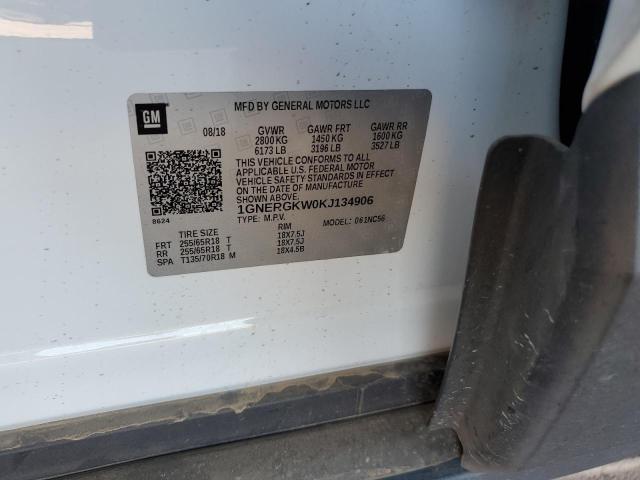 GM
MFD BY GENERAL MOTORS LLC
08/18 GVWR GAWR FRT GAWR RR
2800 KG 1450 KG 1600 KG
6173 LB 3196 LB 3527 LB
THIS VEHICLE CONFORMS TO ALL
APPLICABLE U.S. FEDERAL MOTOR
VEHICLE SAFETY STANDARDS IN EFFECT
ON THE DATE OF MANUFACTURE
SHOWN ABOVE.
1GNERGKW0KJ134906
8624 TYPE: M.P.V. MODEL: 061NC56
TIRE SIZE RIM
FRT 255/65R18 T 18X7.5J
RR 255/65R18 T 18X7.5J
SPA T135/70R18 M 18X4.5B